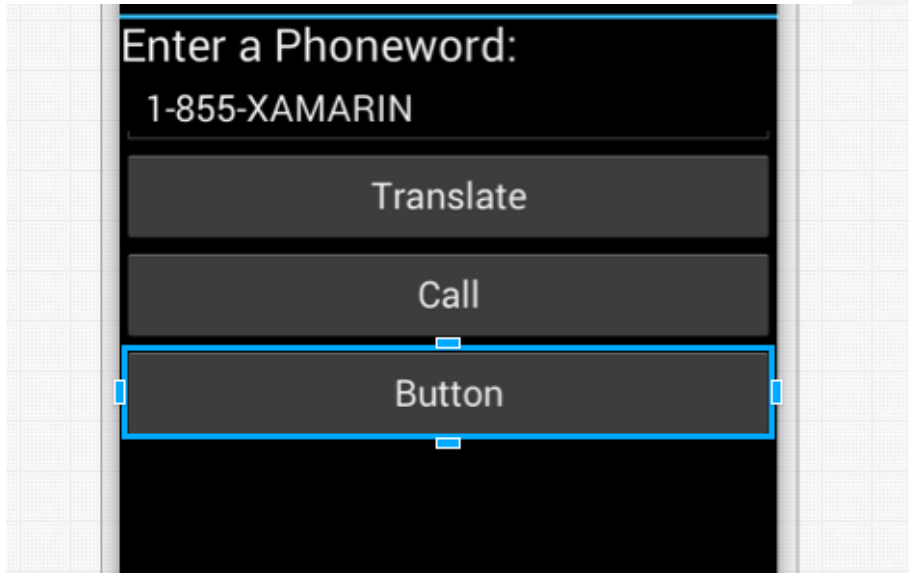 Enter a Phoneword:
1-855-XAMARIN
Translate
Call
Button